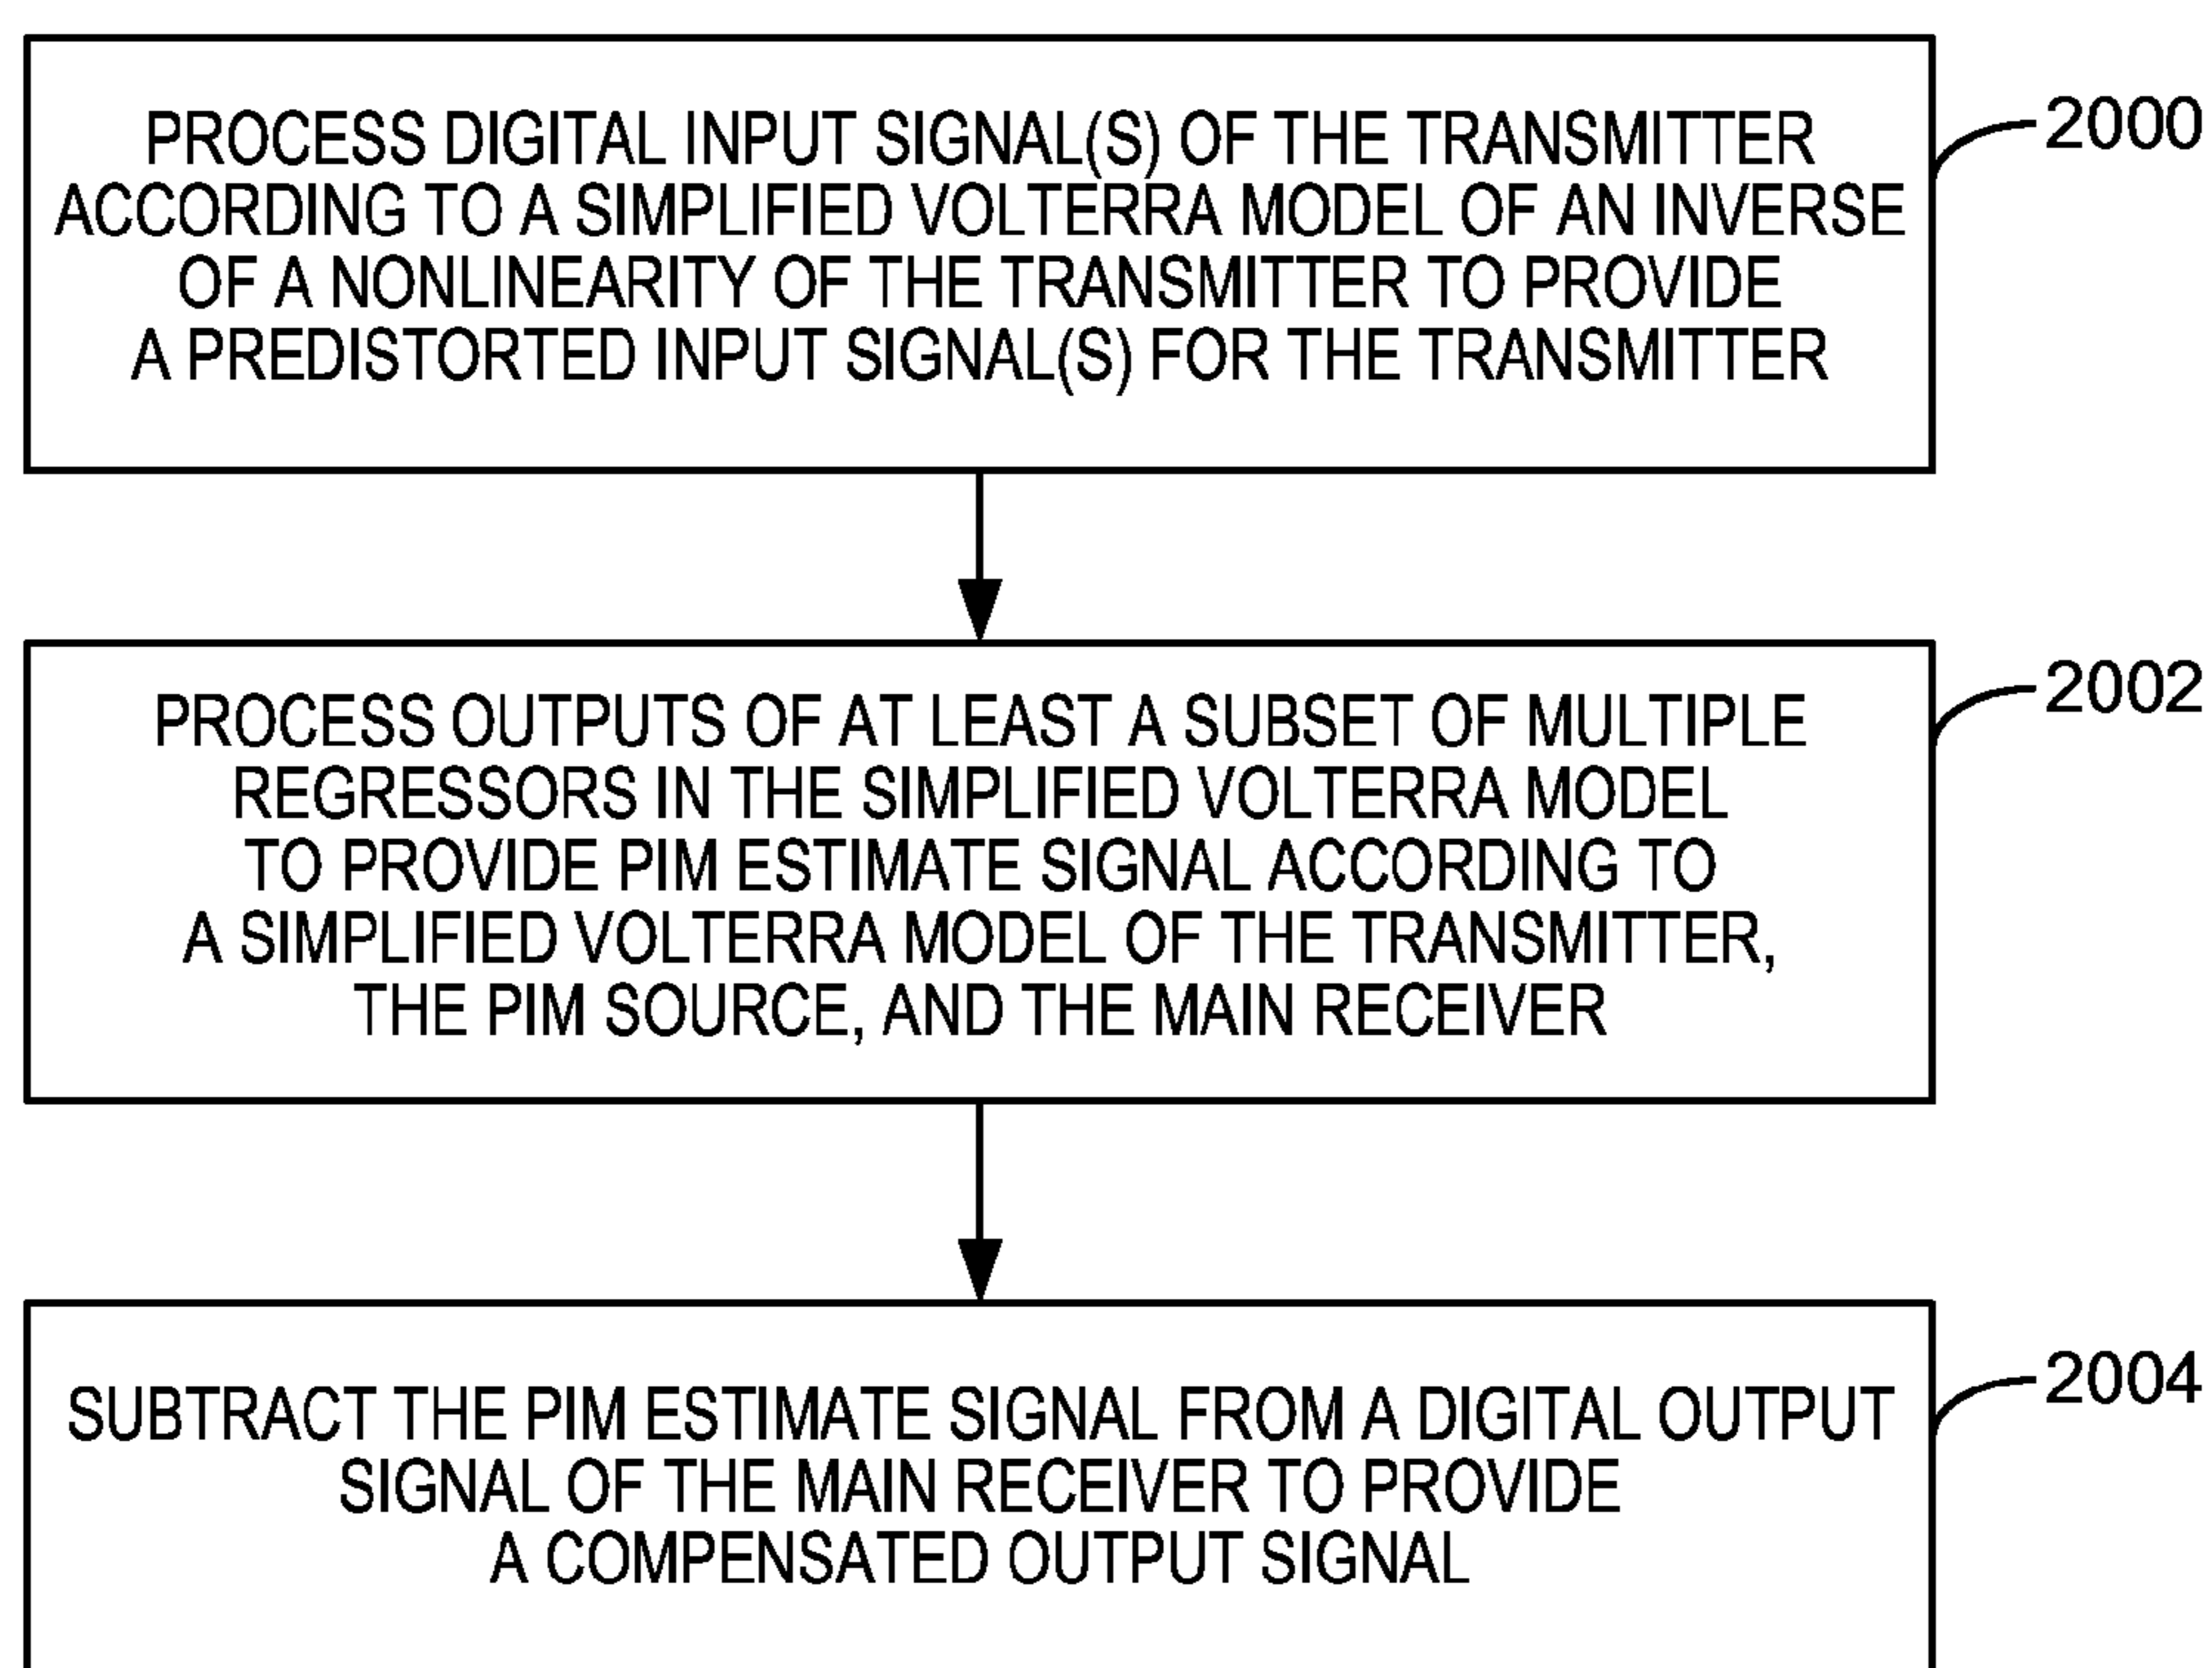 PROCESS DIGITAL INPUT SIGNAL(S) OF THE TRANSMITTER
ACCORDING TO A SIMPLIFIED VOLTERRA MODEL OF AN INVERSE
OF A NONLINEARITY OF THE TRANSMITTER TO PROVIDE
A PREDISTORTED INPUT SIGNAL(S) FOR THE TRANSMITTER
2000
PROCESS OUTPUTS OF AT LEAST A SUBSET OF MULTIPLE
REGRESSORS IN THE SIMPLIFIED VOLTERRA MODEL
TO PROVIDE PIM ESTIMATE SIGNAL ACCORDING TO
A SIMPLIFIED VOLTERRA MODEL OF THE TRANSMITTER,
THE PIM SOURCE, AND THE MAIN RECEIVER
2002
SUBTRACT THE PIM ESTIMATE SIGNAL FROM A DIGITAL OUTPUT
SIGNAL OF THE MAIN RECEIVER TO PROVIDE
A COMPENSATED OUTPUT SIGNAL
2004